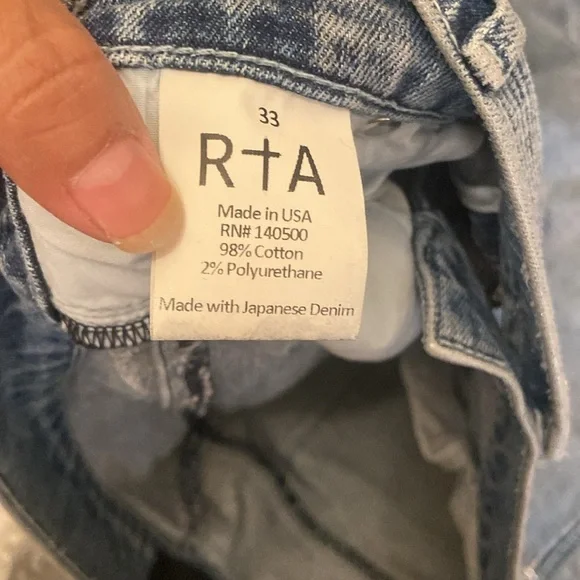 33
R†A
Made in USA
RN# 140500
98% Cotton
2% Polyurethane
Made with Japanese Denim